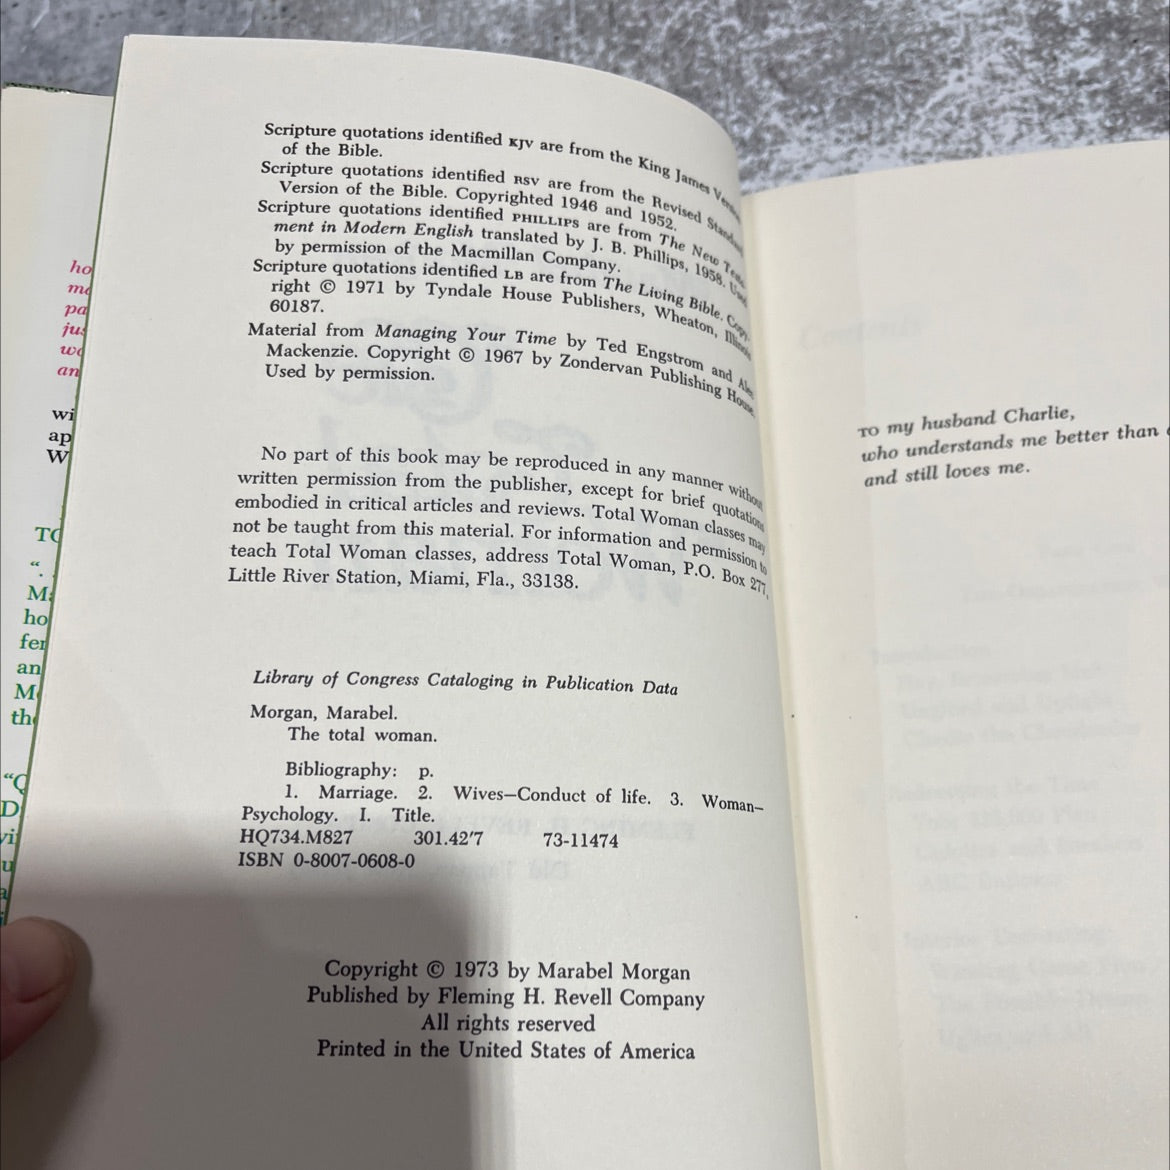 Scripture quotations identified KJV are from the King James Version
of the Bible.
Scripture quotations identified RSV are from the Revised Standard
Version of the Bible. Copyrighted 1946 and 1952.
Scripture quotations identified PHILLIPS are from The New Testa-
ment in Modern English translated by J. B. Phillips, 1958. Used
by permission of the Macmillan Company.
Scripture quotations identified LB are from The Living Bible. Copy-
right © 1971 by Tyndale House Publishers, Wheaton, Illinois
60187.
Material from Managing Your Time by Ted Engstrom and Alec
Mackenzie. Copyright © 1967 by Zondervan Publishing House.
Used by permission.
No part of this book may be reproduced in any manner without
written permission from the publisher, except for brief quotations
embodied in critical articles and reviews. Total Woman classes may
not be taught from this material. For information and permission to
teach Total Woman classes, address Total Woman, P.O. Box 277,
Little River Station, Miami, Fla., 33138.
Library of Congress Cataloging in Publication Data
Morgan, Marabel.
The total woman.
Bibliography: p.
1. Marriage. 2. Wives—Conduct of life. 3. Woman—
Psychology. I. Title.
HQ734.M827 301.42'7 73-11474
ISBN 0-8007-0608-0
Copyright © 1973 by Marabel Morgan
Published by Fleming H. Revell Company
All rights reserved
Printed in the United States of America
TO my husband Charlie,
who understands me better than
and still loves me.